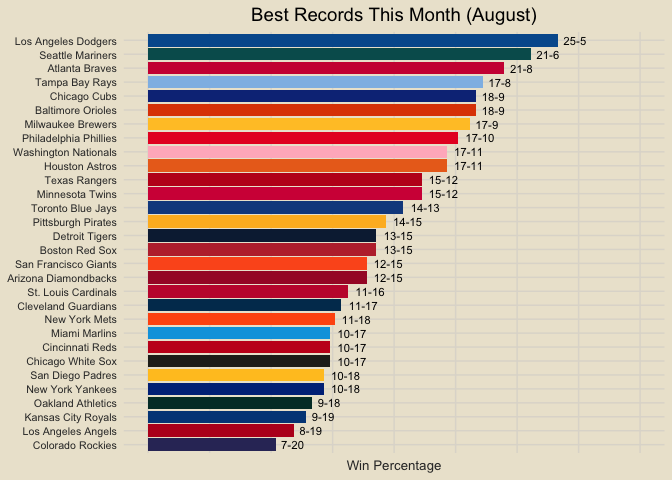 Best Records This Month (August)
Los Angeles Dodgers 25-5
Seattle Mariners 21-6
Atlanta Braves 21-8
Tampa Bay Rays 17-8
Chicago Cubs 18-9
Baltimore Orioles 18-9
Milwaukee Brewers 17-9
Philadelphia Phillies 17-10
Washington Nationals 17-11
Houston Astros 17-11
Texas Rangers 15-12
Minnesota Twins 15-12
Toronto Blue Jays 14-13
Pittsburgh Pirates 14-15
Detroit Tigers 13-15
Boston Red Sox 13-15
San Francisco Giants 12-15
Arizona Diamondbacks 12-15
St. Louis Cardinals 11-16
Cleveland Guardians 11-17
New York Mets 11-18
Miami Marlins 10-17
Cincinnati Reds 10-17
Chicago White Sox 10-17
San Diego Padres 10-18
New York Yankees 10-18
Oakland Athletics 9-18
Kansas City Royals 9-19
Los Angeles Angels 8-19
Colorado Rockies 7-20
Win Percentage